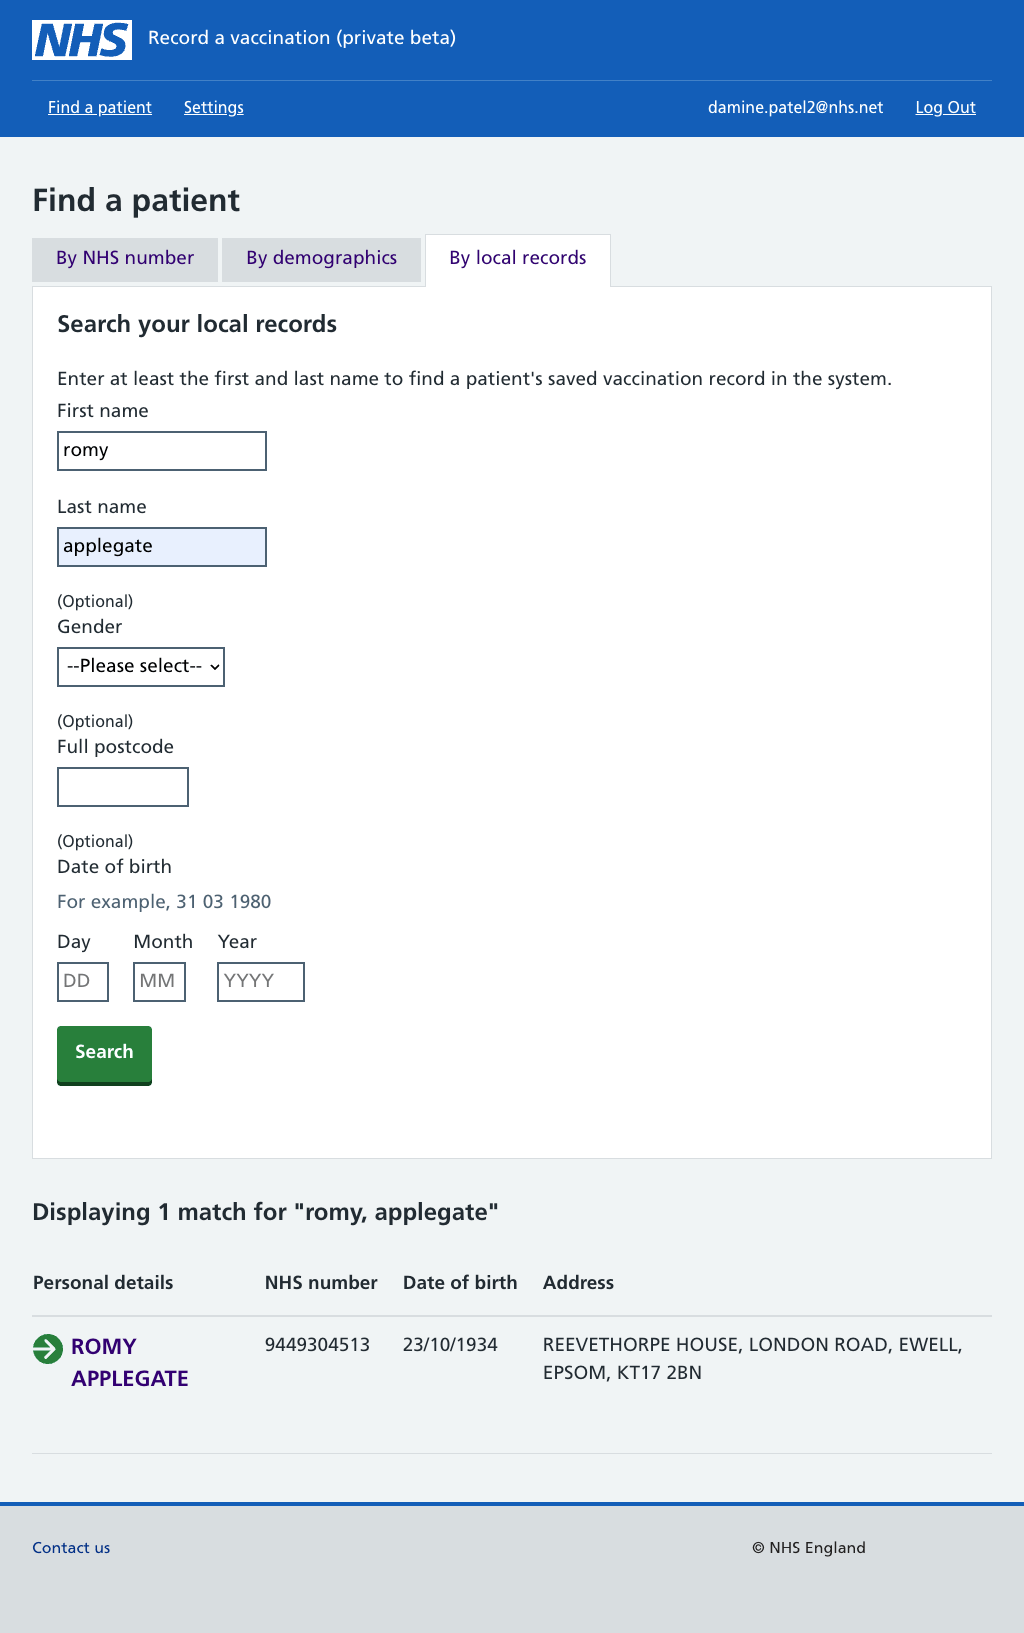 NHS Record a vaccination (private beta)
Find a patient Settings damine.patel2@nhs.net Log Out
Find a patient
By NHS number By demographics By local records
Search your local records
Enter at least the first and last name to find a patient's saved vaccination record in the system.
First name
romy
Last name
applegate
(Optional)
Gender
--Please select--
(Optional)
Full postcode
(Optional)
Date of birth
For example, 31 03 1980
Day Month Year
DD MM YYYY
Search
Displaying 1 match for "romy, applegate"
Personal details NHS number Date of birth Address
ROMY 9449304513 23/10/1934 REEVETHORPE HOUSE, LONDON ROAD, EWELL,
APPLEGATE EPSOM, KT17 2BN
Contact us © NHS England